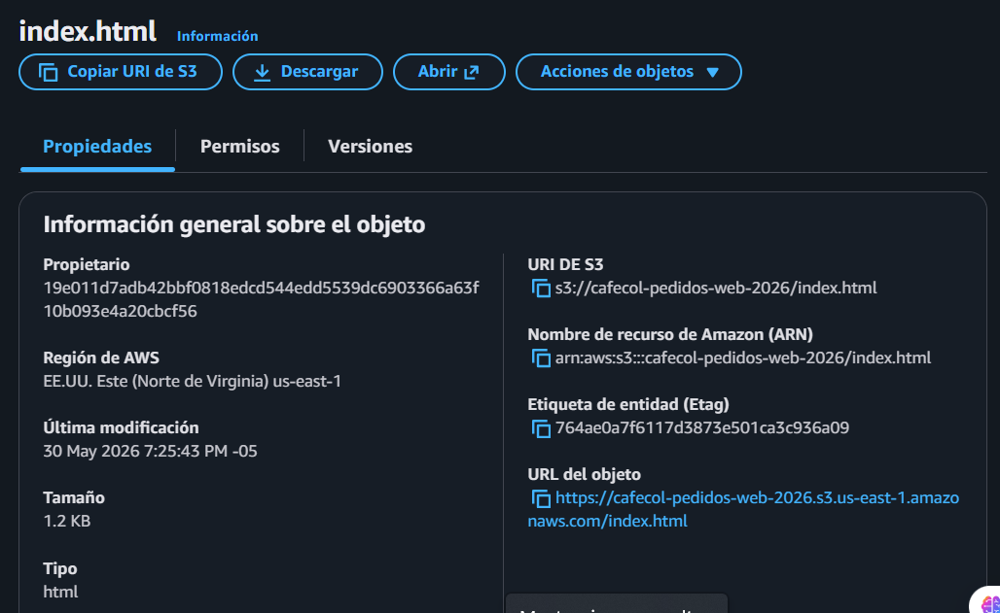 index.html Información
Copiar URI de S3 Descargar Abrir Acciones de objetos
Propiedades Permisos Versiones
Información general sobre el objeto
Propietario
19e011d7adb42bbf0818edcd544edd5539dc6903366a63f
10b093e4a20cbcf56
Región de AWS
EE.UU. Este (Norte de Virginia) us-east-1
Última modificación
30 May 2026 7:25:43 PM -05
Tamaño
1.2 KB
Tipo
html
URI DE S3
s3://cafecol-pedidos-web-2026/index.html
Nombre de recurso de Amazon (ARN)
arn:aws:s3:::cafecol-pedidos-web-2026/index.html
Etiqueta de entidad (Etag)
764ae0a7f6117d3873e501ca3c936a09
URL del objeto
https://cafecol-pedidos-web-2026.s3.us-east-1.amazo
naws.com/index.html